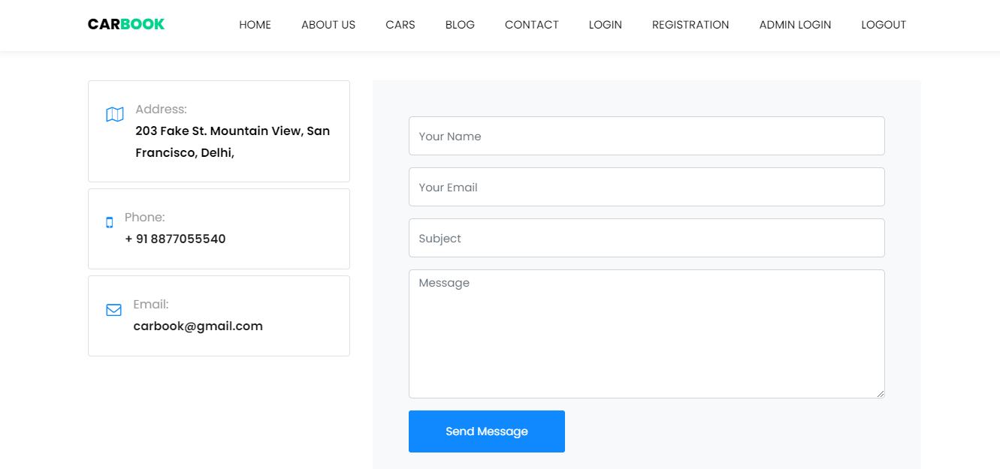 CARBOOK
HOME ABOUT US CARS BLOG CONTACT LOGIN REGISTRATION ADMIN LOGIN LOGOUT
Address:
203 Fake St. Mountain View, San
Francisco, Delhi,
Phone:
+ 91 8877055540
Email:
carbook@gmail.com
Your Name
Your Email
Subject
Message
Send Message